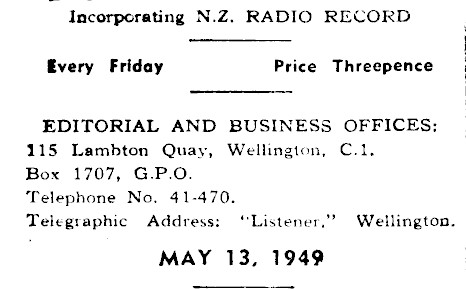 Incorporating N.Z. RADIO RECORD
Every Friday Price Threepence
EDITORIAL AND BUSINESS OFFICES:
115 Lambton Quay, Wellington, C.1.
Box 1707, G.P.O.
Telephone No. 41-470.
Telegraphic Address: "Listener," Wellington.
MAY 13, 1949